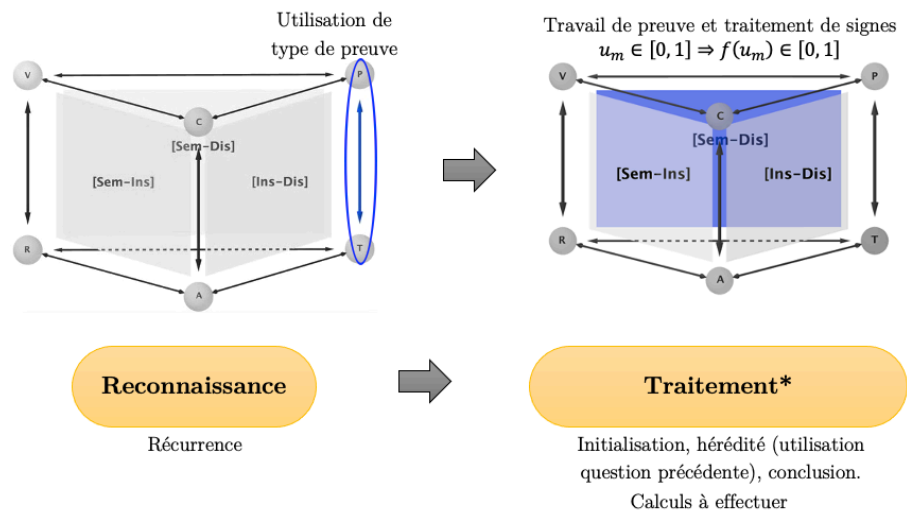 Utilisation de
type de preuve
V
P
C
[Sem-Dis]
[Sem-Ins]
[Ins-Dis]
R
T
A
Travail de preuve et traitement de signes
𝑢ₘ ∈ [0, 1] ⇒ 𝑓(𝑢ₘ) ∈ [0, 1]
V
P
C
[Sem-Dis]
[Sem-Ins]
[Ins-Dis]
R
T
A
Reconnaissance
Récurrence
Traitement*
Initialisation, hérédité (utilisation
question précédente), conclusion.
Calculs à effectuer